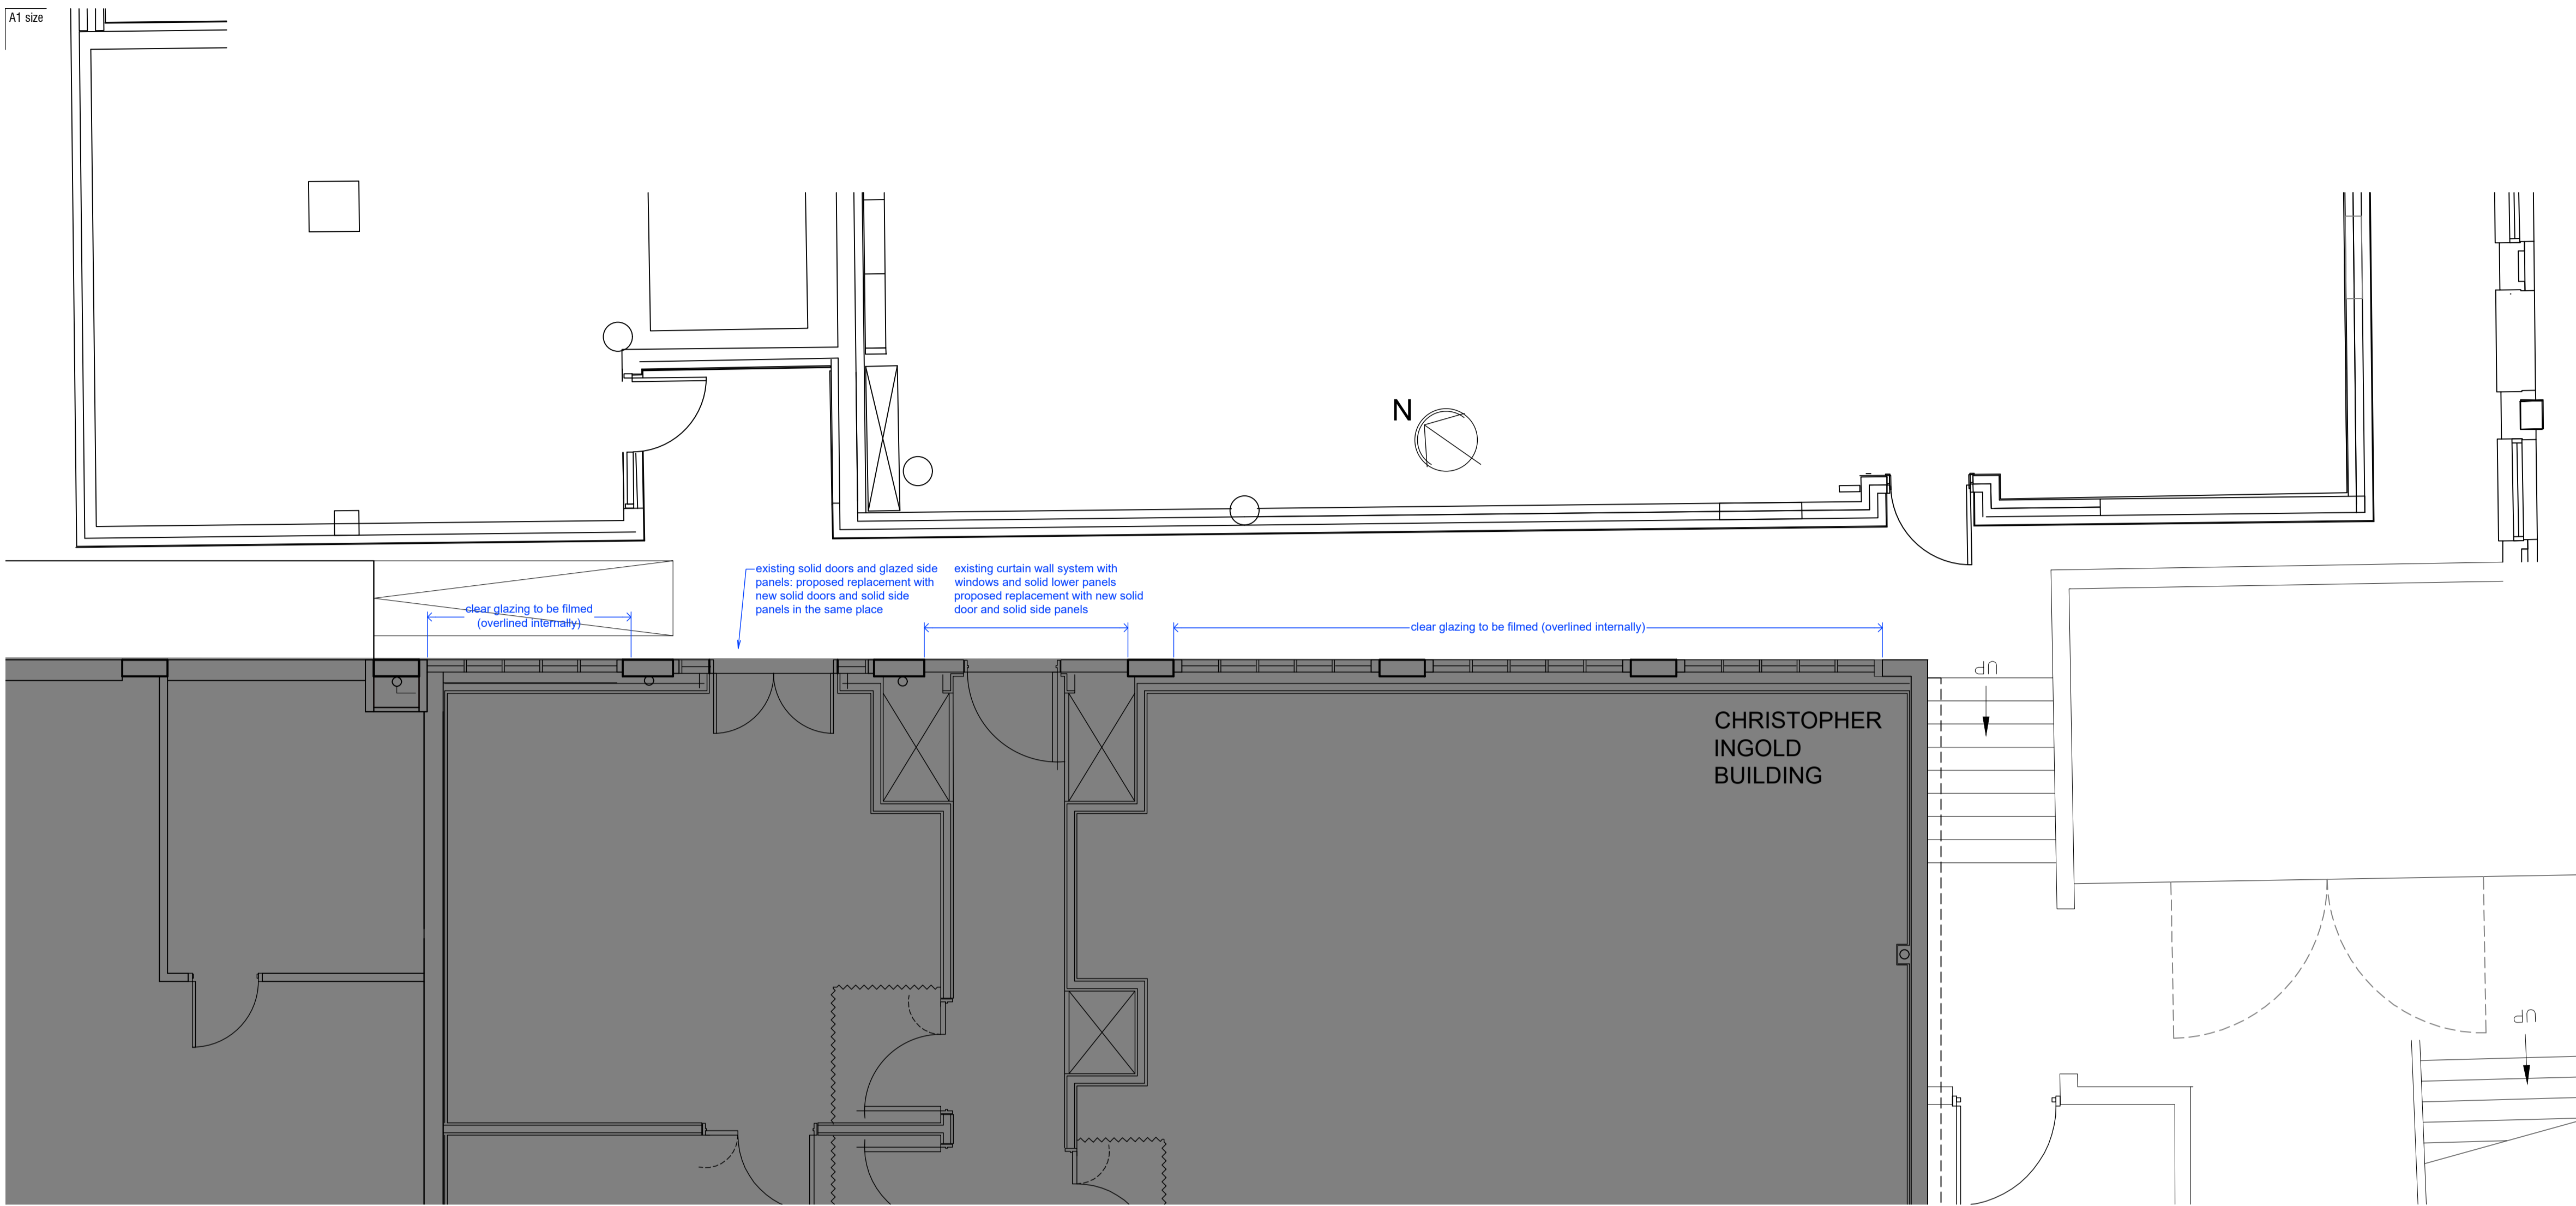 A1 size
N
existing solid doors and glazed side
panels: proposed replacement with
new solid doors and solid side
panels in the same place
existing curtain wall system with
windows and solid lower panels
proposed replacement with new solid
door and solid side panels
clear glazing to be filmed
(overlined internally)
clear glazing to be filmed (overlined internally)
UP
CHRISTOPHER
INGOLD
BUILDING
UP